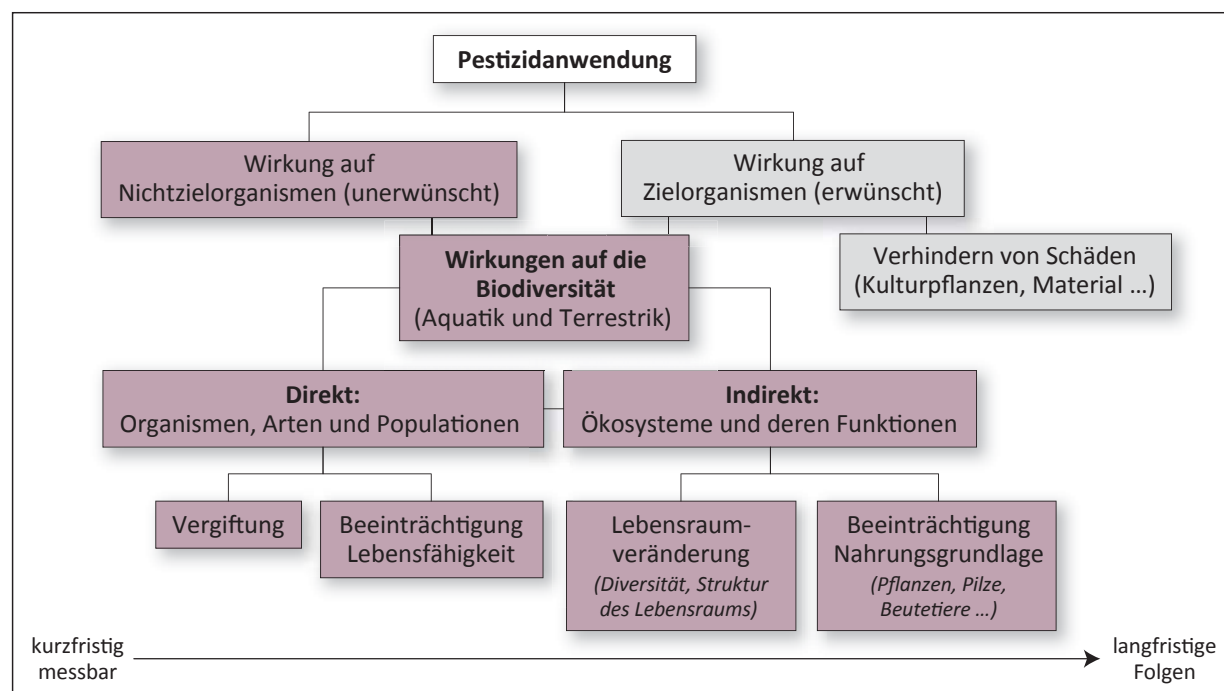 Pestizidanwendung
Wirkung auf
Nichtzielorganismen (unerwünscht)
Wirkung auf
Zielorganismen (erwünscht)
Wirkungen auf die
Biodiversität
(Aquatik und Terrestrik)
Verhindern von Schäden
(Kulturpflanzen, Material ...)
Direkt:
Organismen, Arten und Populationen
Indirekt:
Ökosysteme und deren Funktionen
Vergiftung
Beeinträchtigung
Lebensfähigkeit
Lebensraum-
veränderung
(Diversität, Struktur
des Lebensraums)
Beeinträchtigung
Nahrungsgrundlage
(Pflanzen, Pilze,
Beutetiere ...)
kurzfristig
messbar
langfristige
Folgen